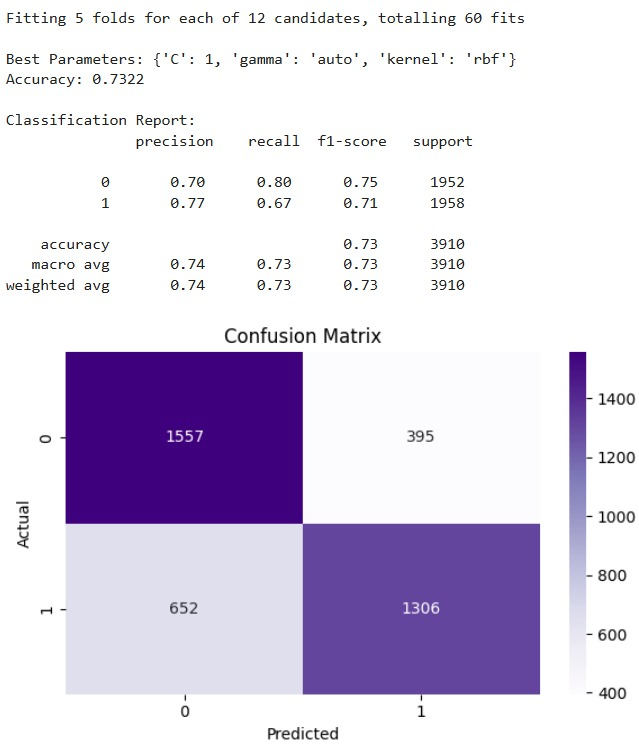 Fitting 5 folds for each of 12 candidates, totalling 60 fits
Best Parameters: {'C': 1, 'gamma': 'auto', 'kernel': 'rbf'}
Accuracy: 0.7322
Classification Report:
precision recall f1-score support
0 0.70 0.80 0.75 1952
1 0.77 0.67 0.71 1958
accuracy 0.73 3910
macro avg 0.74 0.73 0.73 3910
weighted avg 0.74 0.73 0.73 3910
Confusion Matrix
1400
0 1557 395
1200
Actual
1000
800
1 652 1306
600
400
0 1
Predicted